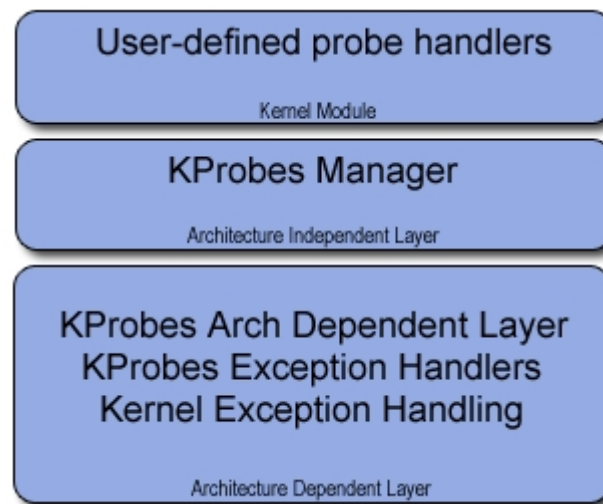 User-defined probe handlers
Kernel Module
KProbes Manager
Architecture Independent Layer
KProbes Arch Dependent Layer
KProbes Exception Handlers
Kernel Exception Handling
Architecture Dependent Layer